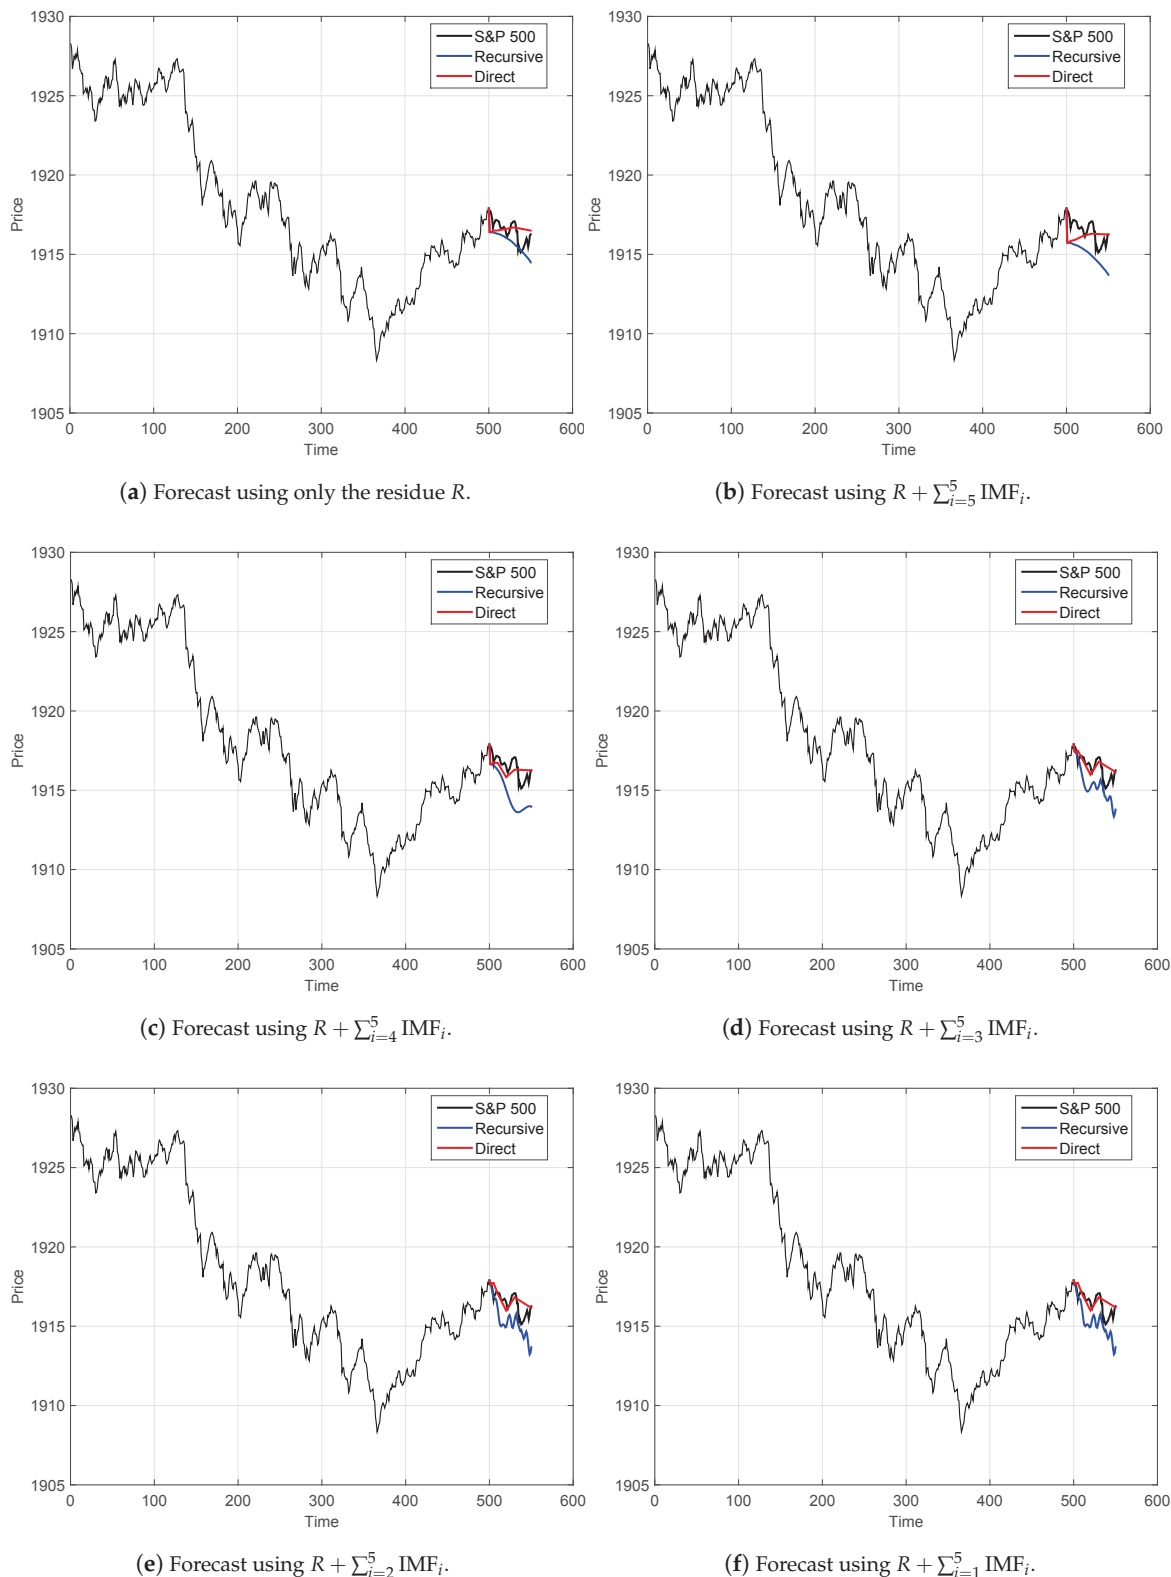 1930
1925
1920
1915
1910
1905
Price
0 100 200 300 400 500 600
Time
S&P 500
Recursive
Direct
(a) Forecast using only the residue R.
1930
1925
1920
1915
1910
1905
Price
0 100 200 300 400 500 600
Time
S&P 500
Recursive
Direct
(b) Forecast using R + ∑⁵ᵢ₌₅ IMFᵢ.
1930
1925
1920
1915
1910
1905
Price
0 100 200 300 400 500 600
Time
S&P 500
Recursive
Direct
(c) Forecast using R + ∑⁵ᵢ₌₄ IMFᵢ.
1930
1925
1920
1915
1910
1905
Price
0 100 200 300 400 500 600
Time
S&P 500
Recursive
Direct
(d) Forecast using R + ∑⁵ᵢ₌₃ IMFᵢ.
1930
1925
1920
1915
1910
1905
Price
0 100 200 300 400 500 600
Time
S&P 500
Recursive
Direct
(e) Forecast using R + ∑⁵ᵢ₌₂ IMFᵢ.
1930
1925
1920
1915
1910
1905
Price
0 100 200 300 400 500 600
Time
S&P 500
Recursive
Direct
(f) Forecast using R + ∑⁵ᵢ₌₁ IMFᵢ.